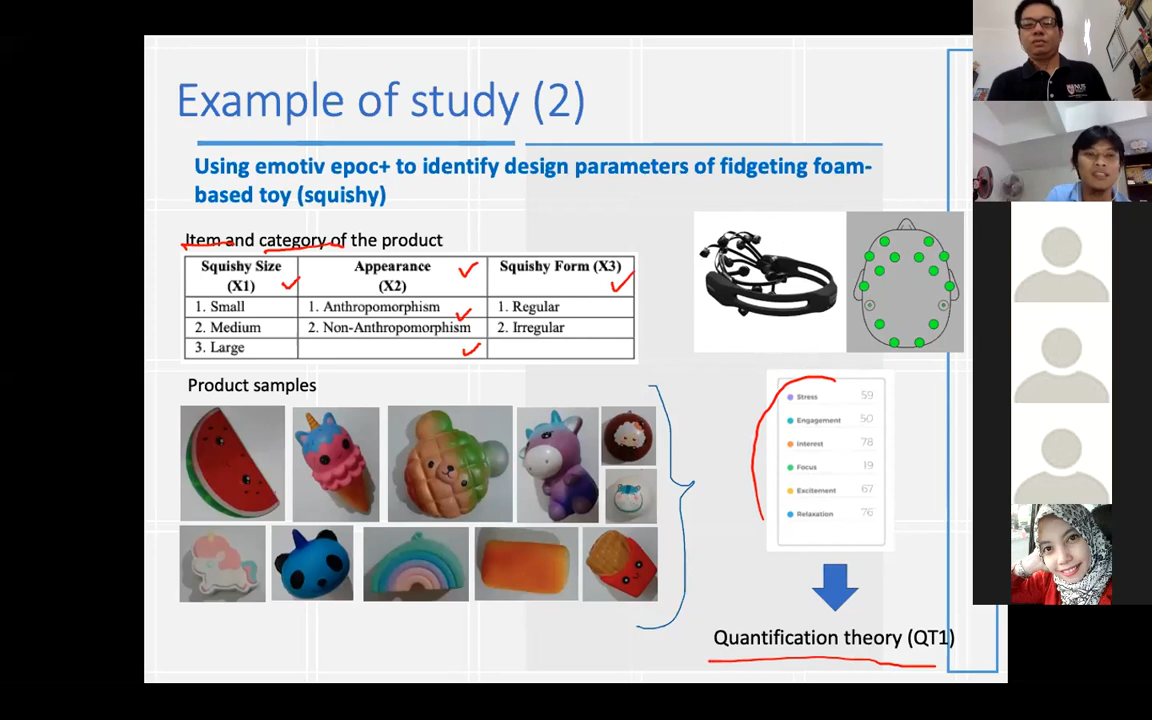 Example of study (2)
Using emotiv epoc+ to identify design parameters of fidgeting foam-
based toy (squishy)
Item and category of the product
Squishy Size
(X1)
Appearance
(X2)
Squishy Form (X3)
1. Small
1. Anthropomorphism
1. Regular
2. Medium
2. Non-Anthropomorphism
2. Irregular
3. Large
Product samples
Stress 59
Engagement 50
Interest 78
Focus 19
Excitement 67
Relaxation 76
Quantification theory (QT1)
NUS